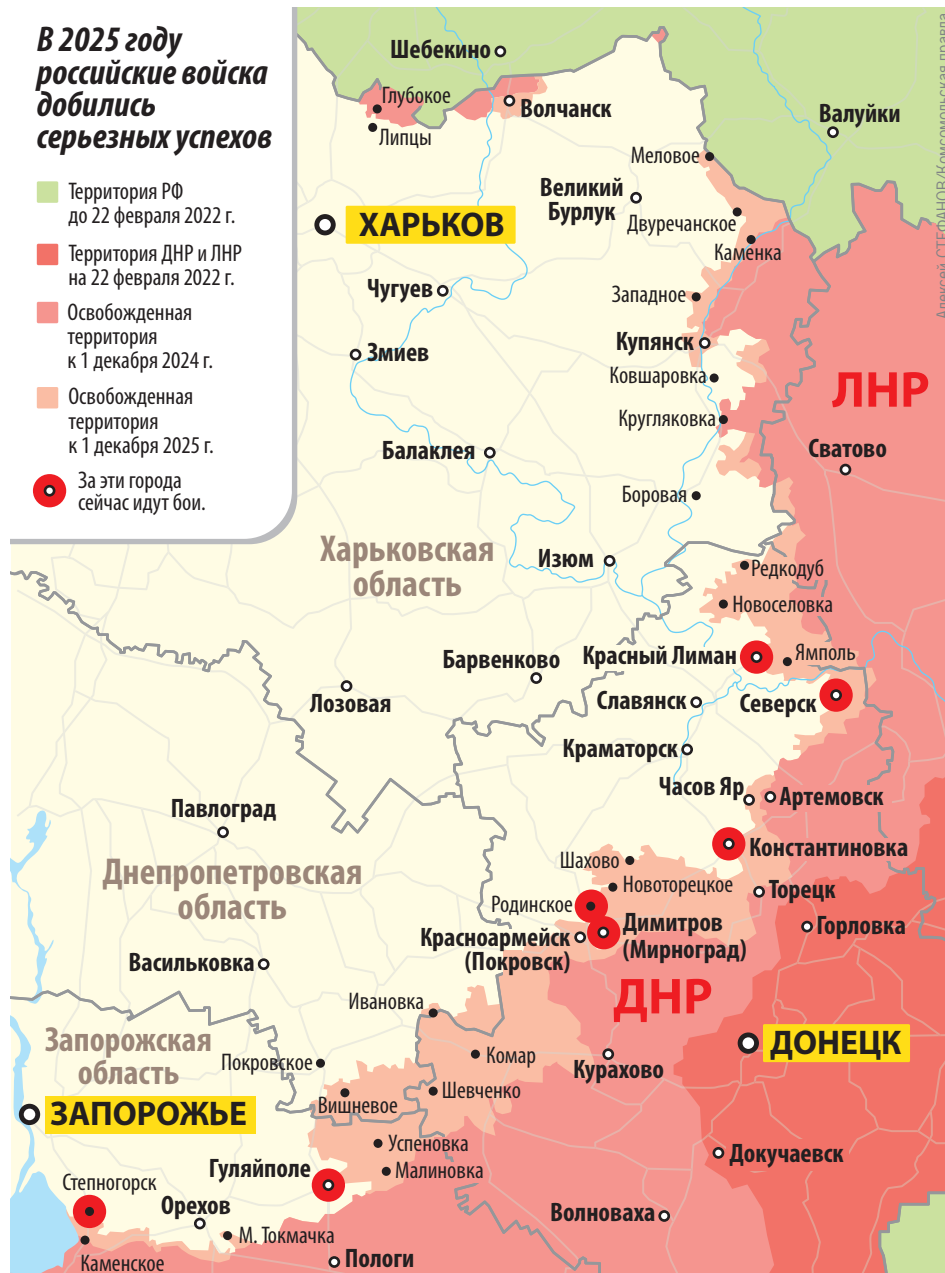 В 2025 году
российские войска
добились
серьезных успехов
Территория РФ
до 22 февраля 2022 г.
Территория ДНР и ЛНР
на 22 февраля 2022 г.
Освобожденная
территория
к 1 декабря 2024 г.
Освобожденная
территория
к 1 декабря 2025 г.
За эти города
сейчас идут бои.
Шебекино
Глубокое
Волчанск
Липцы
Валуйки
Алексей СТЕФАНОВ/Комсомольская правда
Меловое
Великий
Бурлук
Двуречанское
ХАРЬКОВ
Каменка
Чугуев
Западное
Купянск
Змиев
Ковшаровка
ЛНР
Кругляковка
Балаклея
Сватово
Боровая
Харьковская
область
Изюм
Редкодуб
Новоселовка
Барвенково
Красный Лиман
Ямполь
Лозовая
Славянск
Северск
Краматорск
Часов Яр
Артемовск
Павлоград
Константиновка
Днепропетровская
область
Шахово
Новоторецкое
Торецк
Родинское
Горловка
Димитров
(Мирноград)
Красноармейск
(Покровск)
Васильковка
ДНР
Ивановка
Запорожская
область
Покровское
Комар
Курахово
ДОНЕЦК
Шевченко
Вишневое
ЗАПОРОЖЬЕ
Успеновка
Докучаевск
Гуляйполе
Малиновка
Степногорск
Орехов
Волноваха
М. Токмачка
Каменское
Пологи